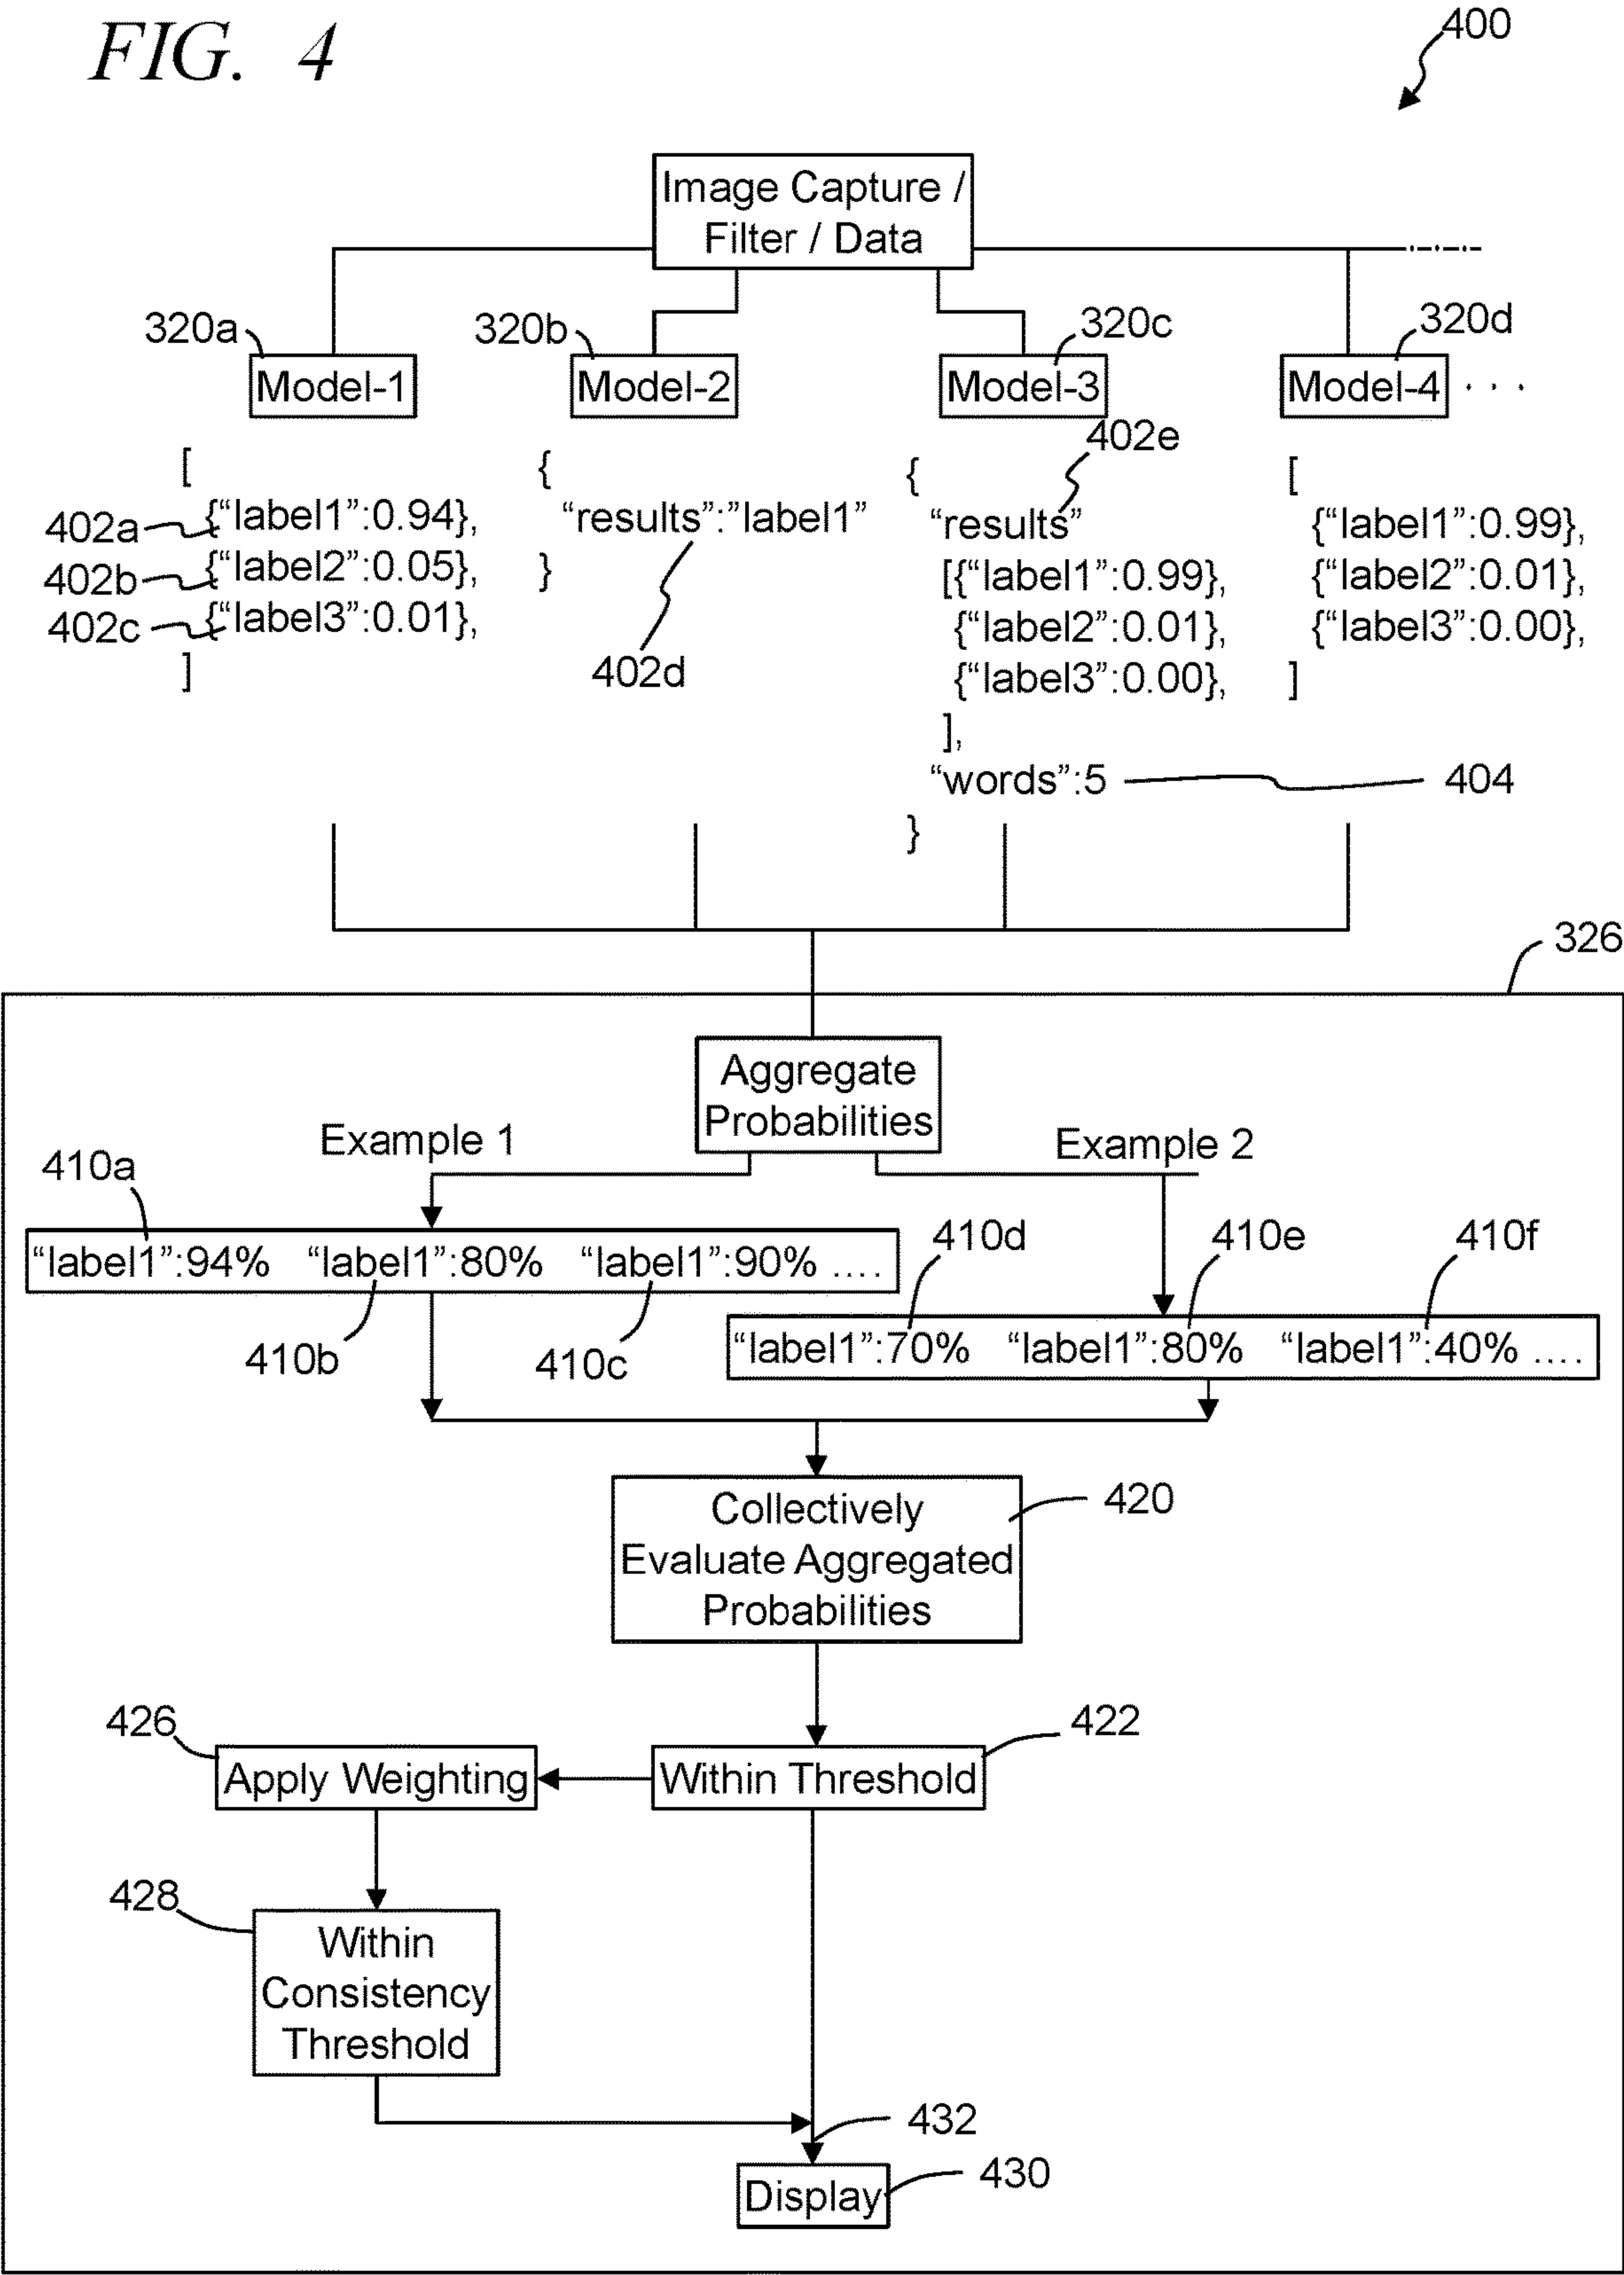 FIG. 4
400
Image Capture /
Filter / Data
320a
320b
320c
320d
Model-1
Model-2
Model-3
Model-4 . . .
[
402a
{“label1”:0.94},
402b
{“label2”:0.05},
402c
{“label3”:0.01},
]
{
“results”:”label1”
}
402d
402e
{
“results”
[{“label1”:0.99},
{“label2”:0.01},
{“label3”:0.00},
],
“words”:5
404
}
[
{“label1”:0.99},
{“label2”:0.01},
{“label3”:0.00},
]
326
Aggregate
Probabilities
Example 1
Example 2
410a
“label1”:94% “label1”:80% “label1”:90% ....
410b
410c
410d
410e
410f
“label1”:70% “label1”:80% “label1”:40% ....
Collectively
Evaluate Aggregated
Probabilities
420
426
422
Apply Weighting
Within Threshold
428
Within
Consistency
Threshold
432
430
Display